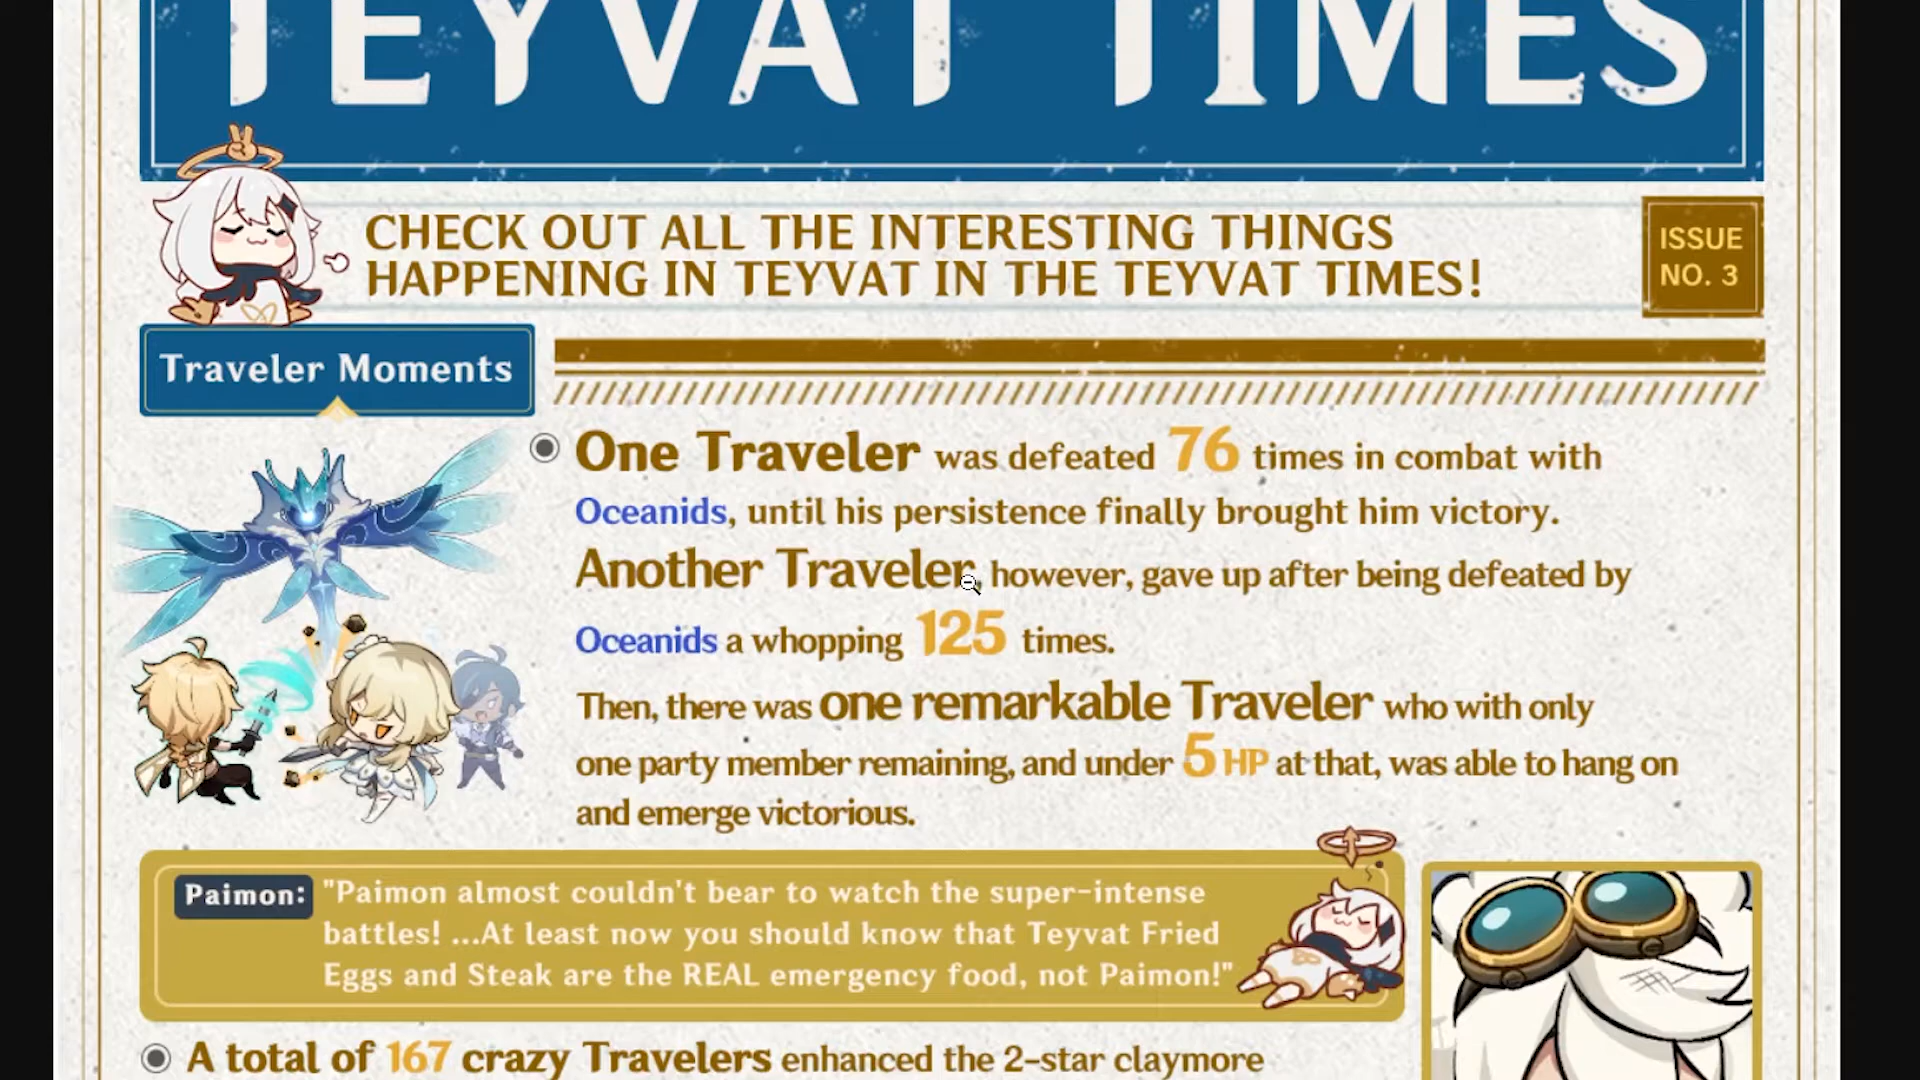 TEYVAT TIMES
CHECK OUT ALL THE INTERESTING THINGS
HAPPENING IN TEYVAT IN THE TEYVAT TIMES!
ISSUE
NO. 3
Traveler Moments
One Traveler was defeated 76 times in combat with
Oceanids, until his persistence finally brought him victory.
Another Traveler, however, gave up after being defeated by
Oceanids a whopping 125 times.
Then, there was one remarkable Traveler who with only
one party member remaining, and under 5 HP at that, was able to hang on
and emerge victorious.
Paimon: "Paimon almost couldn't bear to watch the super-intense
battles! ...At least now you should know that Teyvat Fried
Eggs and Steak are the REAL emergency food, not Paimon!"
A total of 167 crazy Travelers enhanced the 2-star claymore